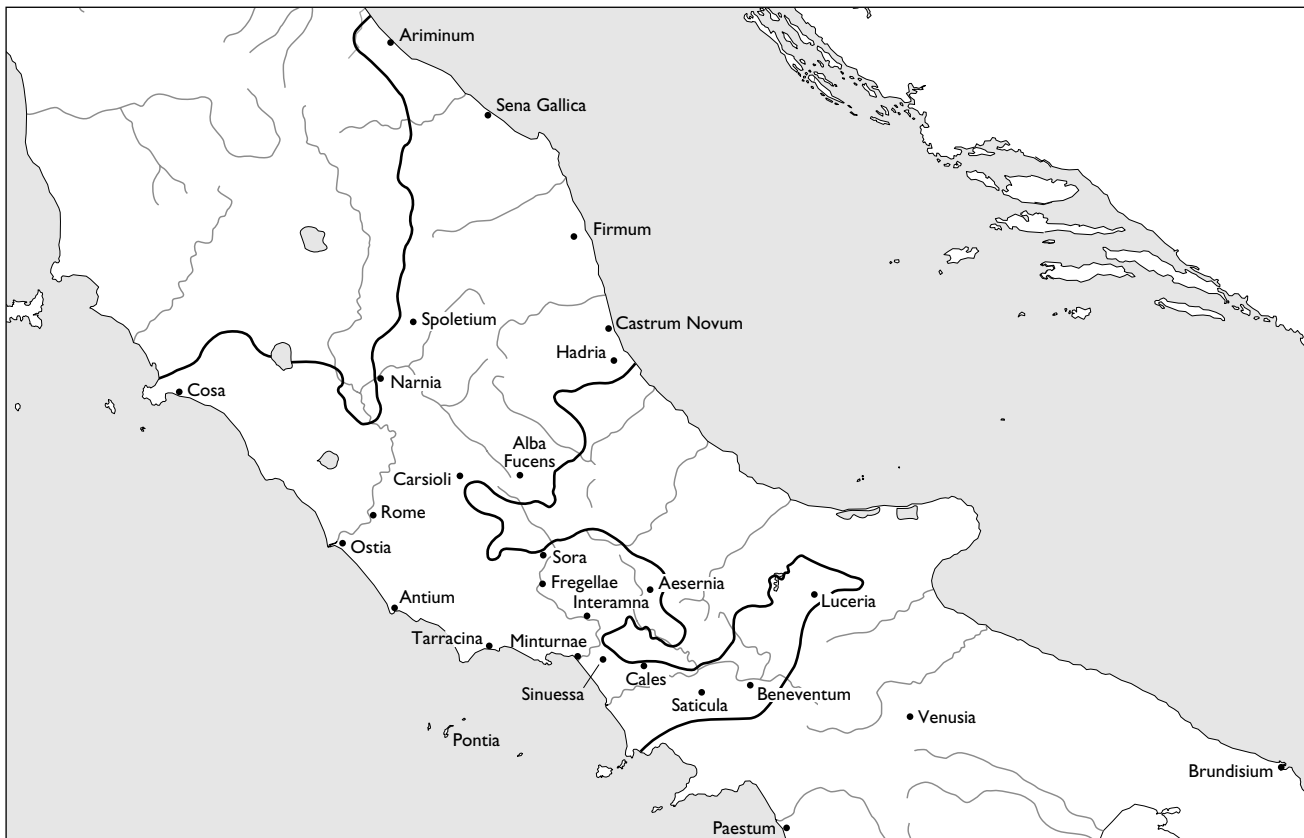 Ariminum
Sena Gallica
Firmum
Spoletium
Castrum Novum
Hadria
Narnia
Cosa
Alba
Fucens
Carsioli
Rome
Ostia
Sora
Fregellae
Aesernia
Interamna
Luceria
Antium
Tarracina
Minturnae
Sinuessa
Cales
Saticula
Beneventum
Venusia
Pontia
Brundisium
Paestum